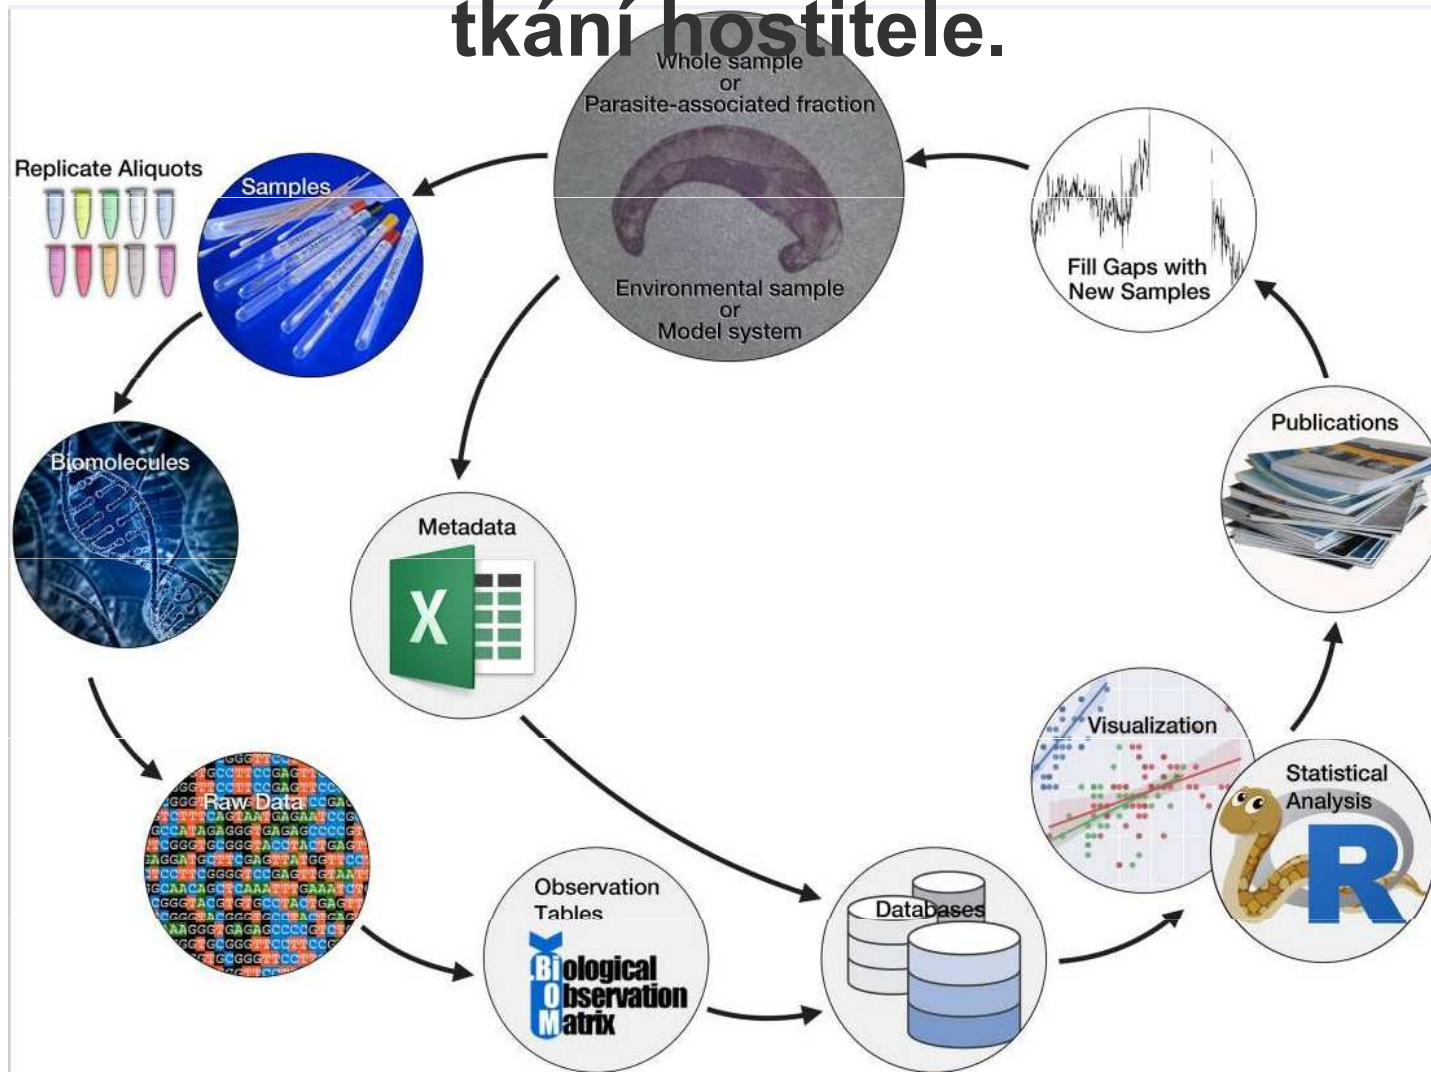 tkání hostitele.
Whole sample
or
Parasite-associated fraction
Environmental sample
or
Model system
Replicate Aliquots
Samples
Biomolecules
Metadata
X
Raw Data
Observation
Tables
Biological
Observation
Matrix
Databases
Visualization
Statistical
Analysis
R
Publications
Fill Gaps with
New Samples